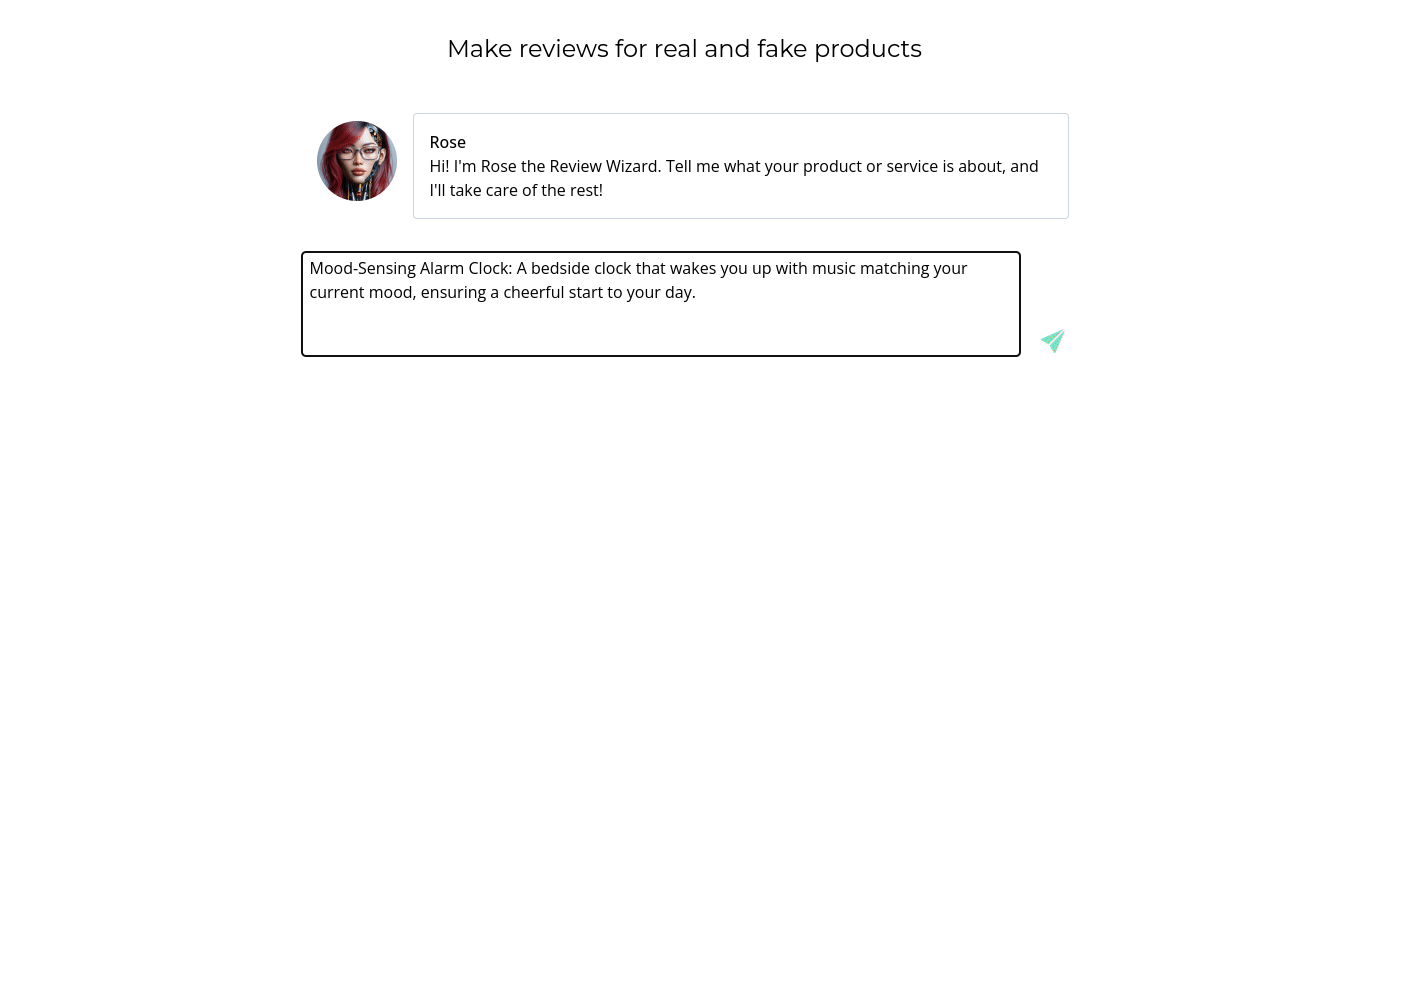 Make reviews for real and fake products
Rose
Hi! I'm Rose the Review Wizard. Tell me what your product or service is about, and
I'll take care of the rest!
Mood-Sensing Alarm Clock: A bedside clock that wakes you up with music matching your
current mood, ensuring a cheerful start to your day.